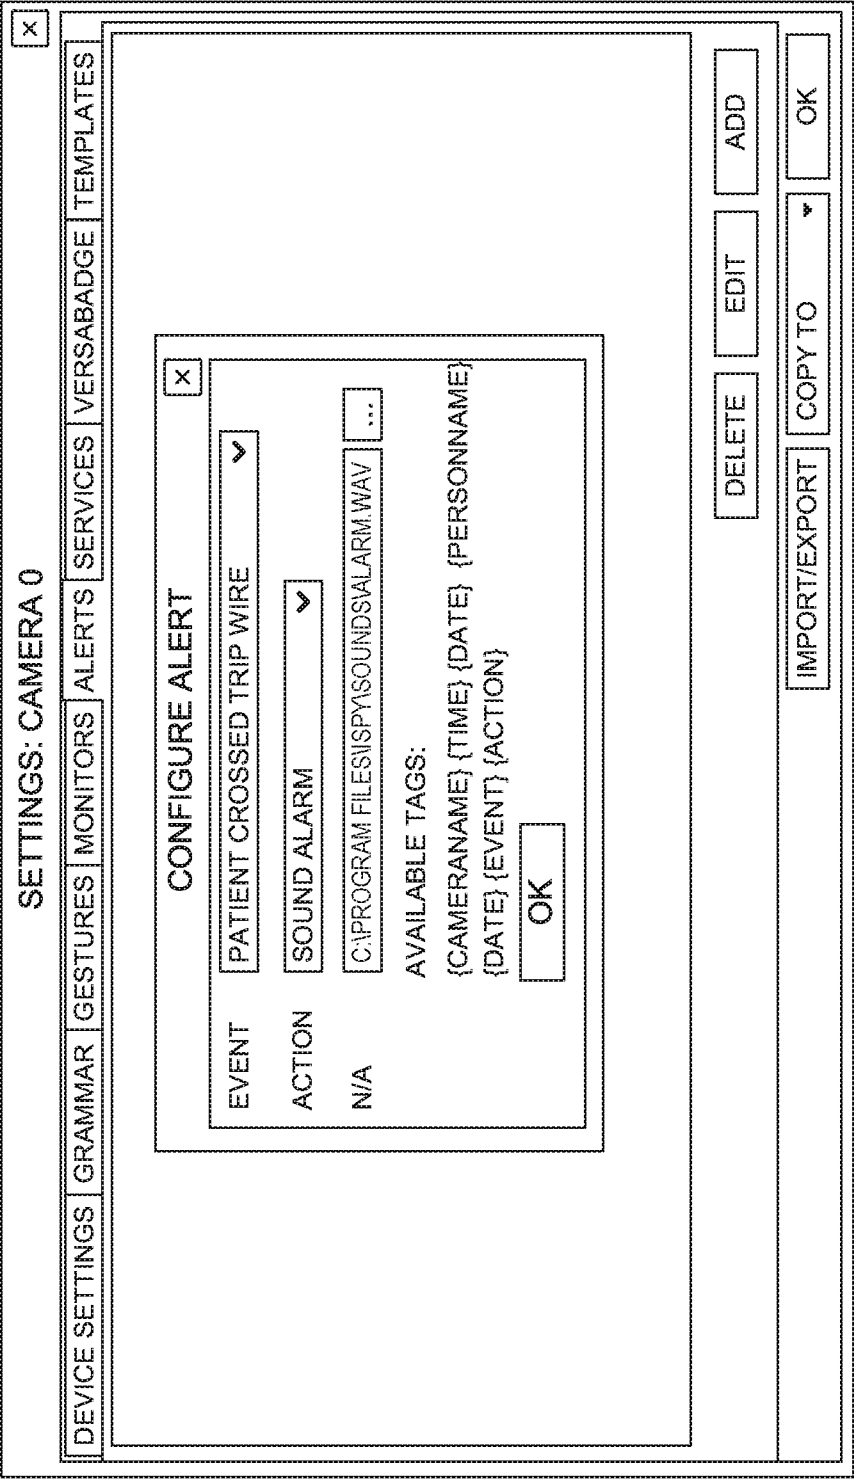 SETTINGS: CAMERA 0
×
DEVICE SETTINGS GRAMMAR GESTURES MONITORS ALERTS SERVICES VERSABADGE TEMPLATES
CONFIGURE ALERT
×
EVENT PATIENT CROSSED TRIP WIRE
ACTION SOUND ALARM
N/A C:\PROGRAM FILES\ISPY\SOUNDS\ALARM.WAV ...
AVAILABLE TAGS:
{CAMERANAME} {TIME} {DATE} {PERSONNAME}
{DATE} {EVENT} {ACTION}
OK
DELETE EDIT ADD
IMPORT/EXPORT COPY TO OK